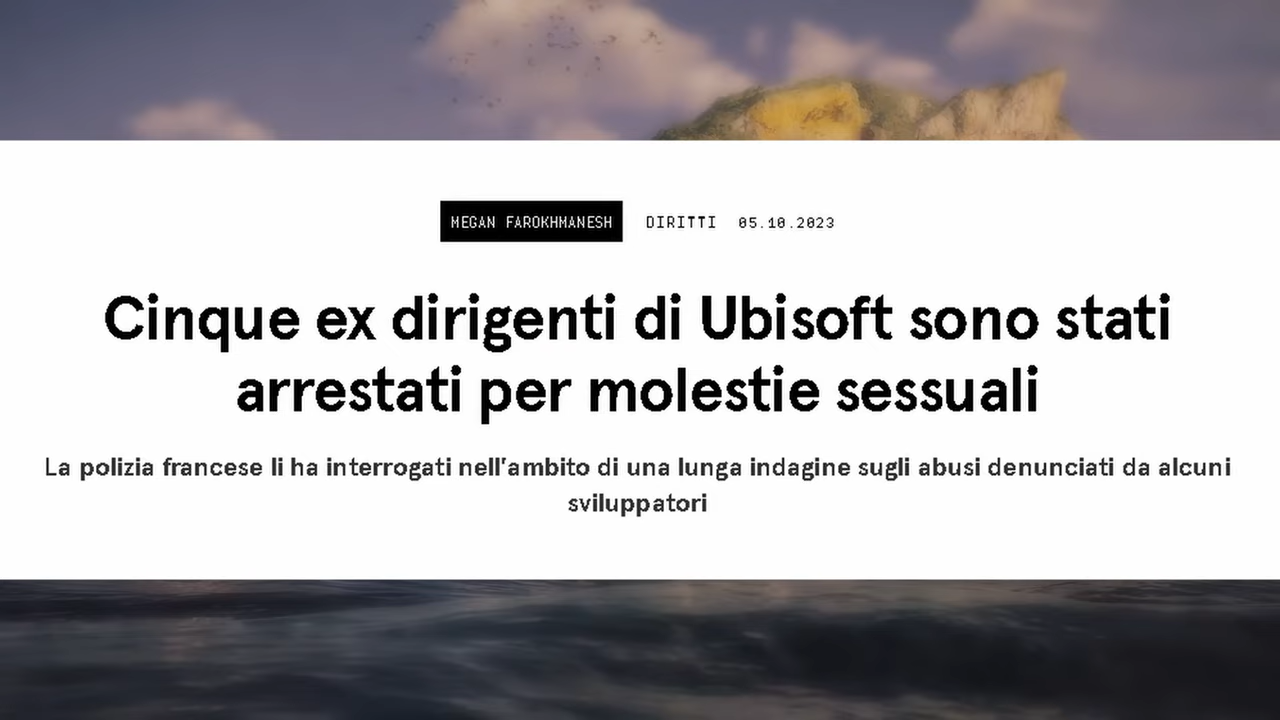 MEGAN FAROKHMANESH DIRITTI 05.10.2023
Cinque ex dirigenti di Ubisoft sono stati
arrestati per molestie sessuali
La polizia francese li ha interrogati nell'ambito di una lunga indagine sugli abusi denunciati da alcuni
sviluppatori